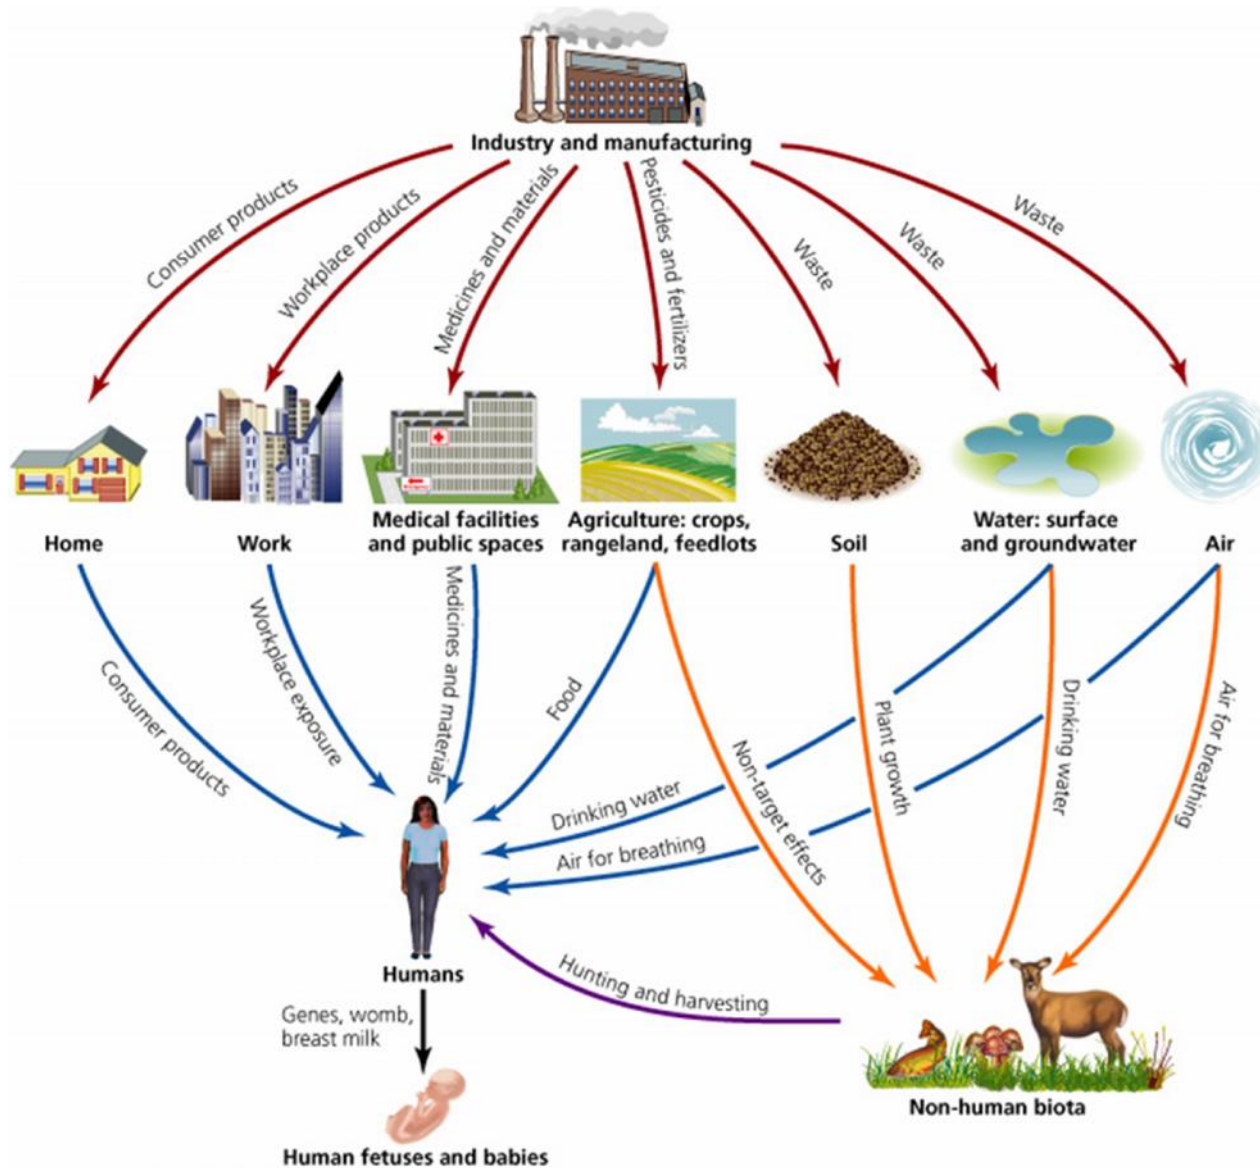 Industry and manufacturing
Consumer products
Workplace products
Medicines and materials
Pesticides and fertilizers
Waste
Waste
Waste
Home
Work
Medical facilities
and public spaces
Agriculture: crops,
rangeland, feedlots
Soil
Water: surface
and groundwater
Air
Consumer products
Workplace exposure
Medicines and materials
Food
Drinking water
Air for breathing
Non-target effects
Plant growth
Drinking water
Air for breathing
Humans
Hunting and harvesting
Genes, womb,
breast milk
Non-human biota
Human fetuses and babies